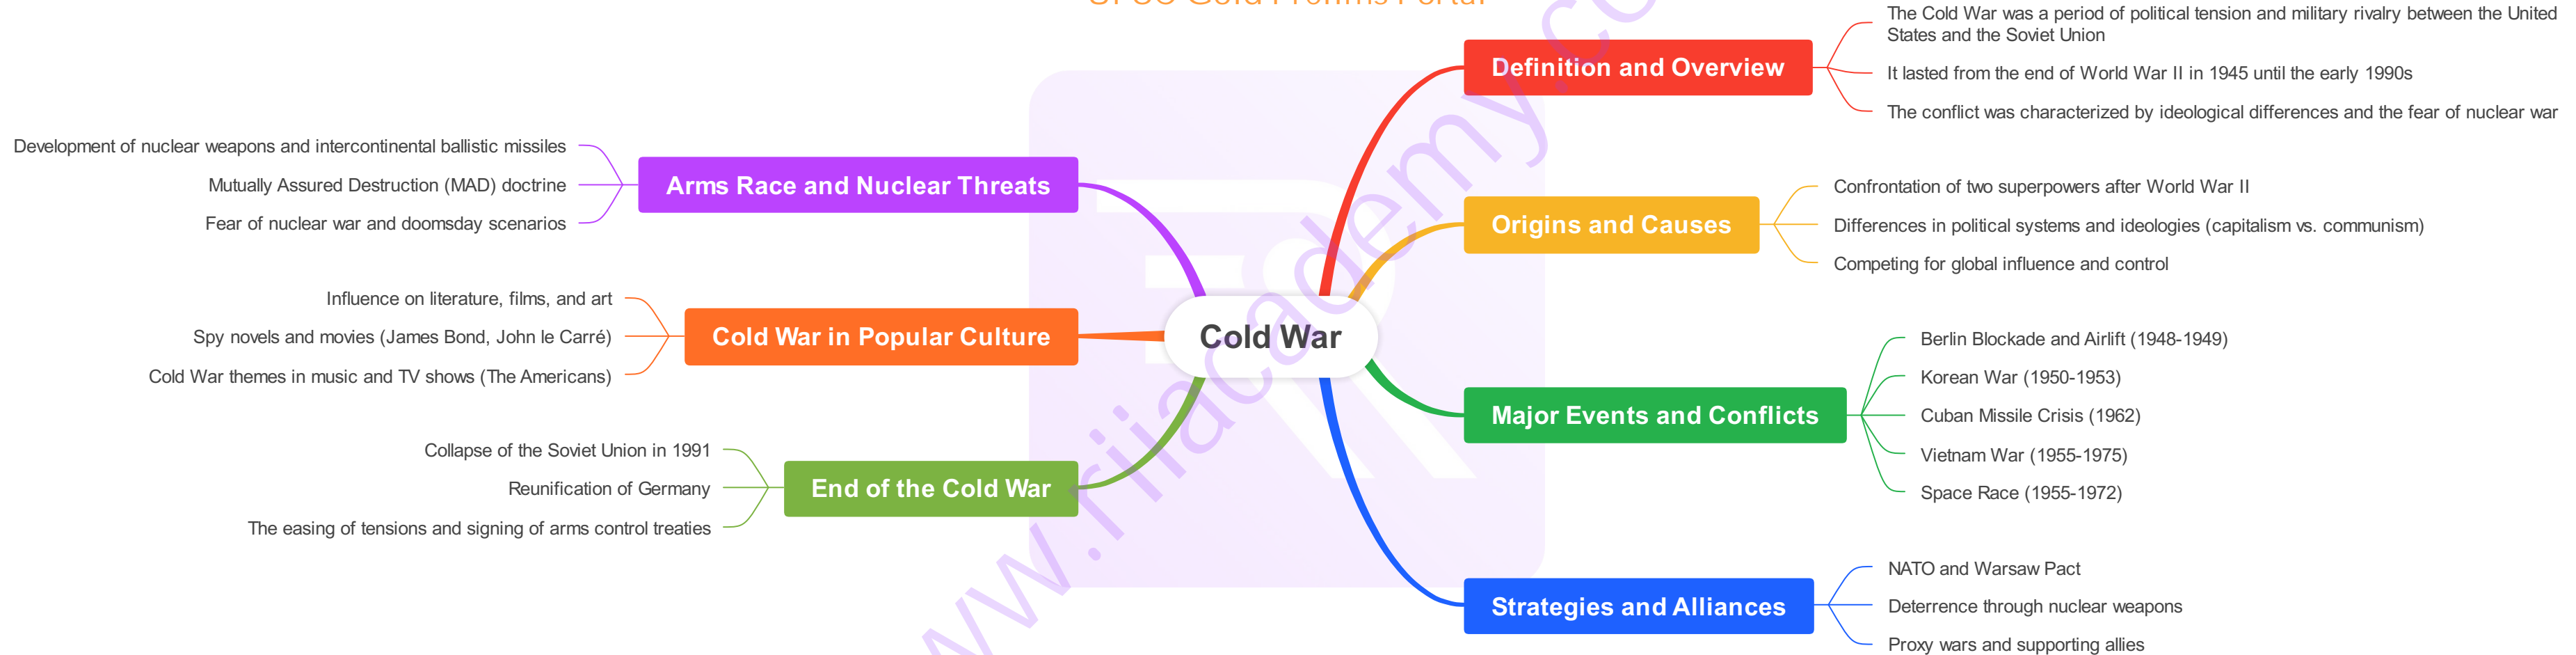 Definition and Overview
The Cold War was a period of political tension and military rivalry between the United
States and the Soviet Union
It lasted from the end of World War II in 1945 until the early 1990s
The conflict was characterized by ideological differences and the fear of nuclear war
Origins and Causes
Confrontation of two superpowers after World War II
Differences in political systems and ideologies (capitalism vs. communism)
Competing for global influence and control
Major Events and Conflicts
Berlin Blockade and Airlift (1948-1949)
Korean War (1950-1953)
Cuban Missile Crisis (1962)
Vietnam War (1955-1975)
Space Race (1955-1972)
Strategies and Alliances
NATO and Warsaw Pact
Deterrence through nuclear weapons
Proxy wars and supporting allies
Cold War
Arms Race and Nuclear Threats
Development of nuclear weapons and intercontinental ballistic missiles
Mutually Assured Destruction (MAD) doctrine
Fear of nuclear war and doomsday scenarios
Cold War in Popular Culture
Influence on literature, films, and art
Spy novels and movies (James Bond, John le Carré)
Cold War themes in music and TV shows (The Americans)
End of the Cold War
Collapse of the Soviet Union in 1991
Reunification of Germany
The easing of tensions and signing of arms control treaties